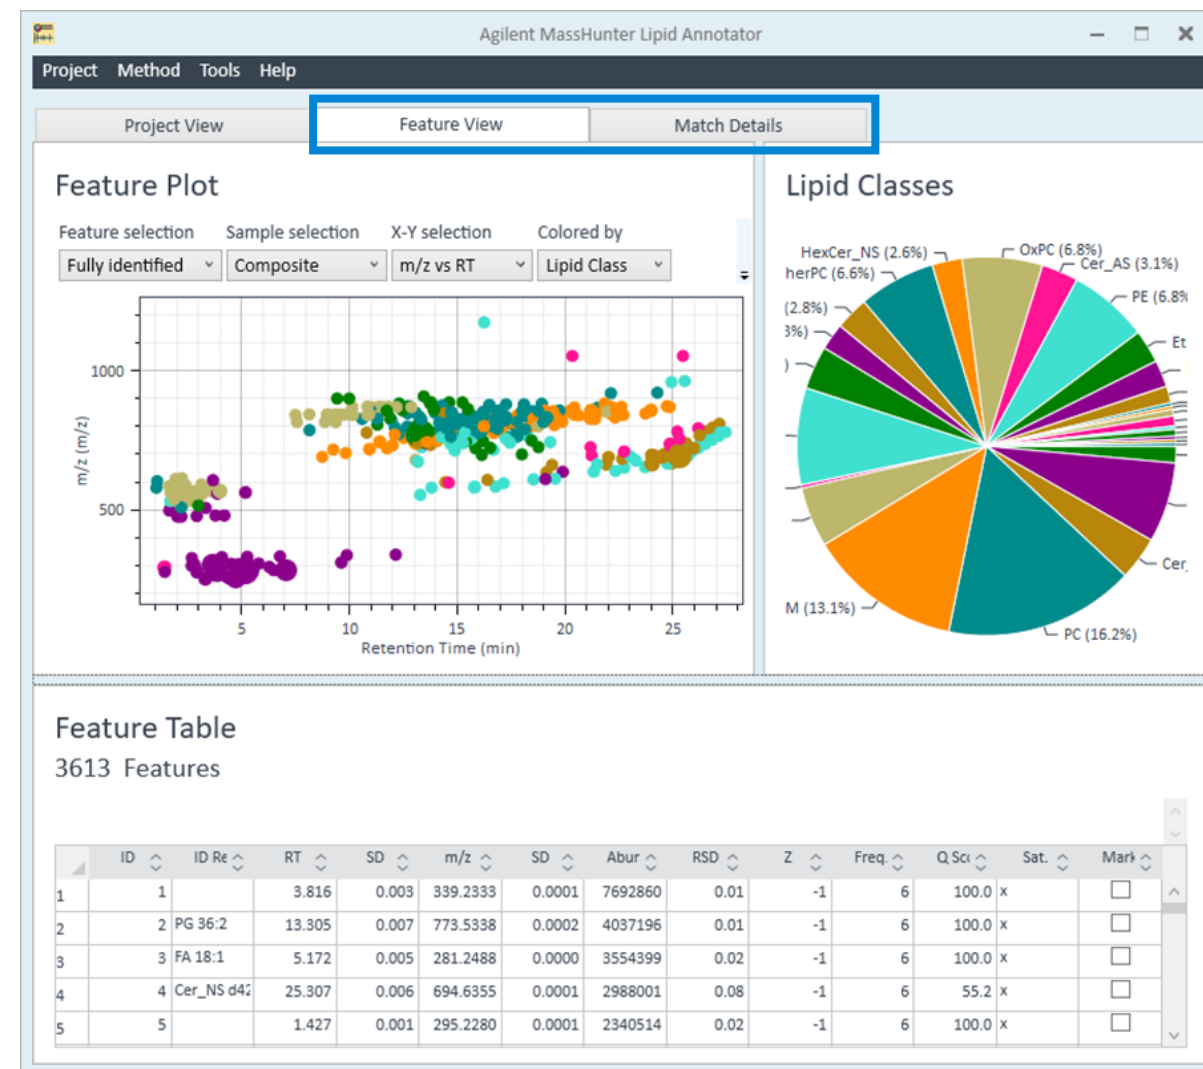 Agilent MassHunter Lipid Annotator
Project Method Tools Help
Project View Feature View Match Details
Feature Plot
Feature selection Sample selection X-Y selection Colored by
Fully identified Composite m/z vs RT Lipid Class
1000
500
m/z (m/z)
5 10 15 20 25
Retention Time (min)
Lipid Classes
HexCer_NS (2.6%) OxPC (6.8%)
herPC (6.6%) Cer_AS (3.1%)
(2.8%) PE (6.8%
3%) Et
)
Cer_
M (13.1%)
PC (16.2%)
Feature Table
3613 Features
ID ID Re RT SD m/z SD Abur RSD Z Freq. Q Sco Sat. Mark
1 1 3.816 0.003 339.2333 0.0001 7692860 0.01 -1 6 100.0 x
2 2 PG 36:2 13.305 0.007 773.5338 0.0002 4037196 0.01 -1 6 100.0 x
3 3 FA 18:1 5.172 0.005 281.2488 0.0000 3554399 0.02 -1 6 100.0 x
4 4 Cer_NS d42 25.307 0.006 694.6355 0.0001 2988001 0.08 -1 6 55.2 x
5 5 1.427 0.001 295.2280 0.0001 2340514 0.02 -1 6 100.0 x